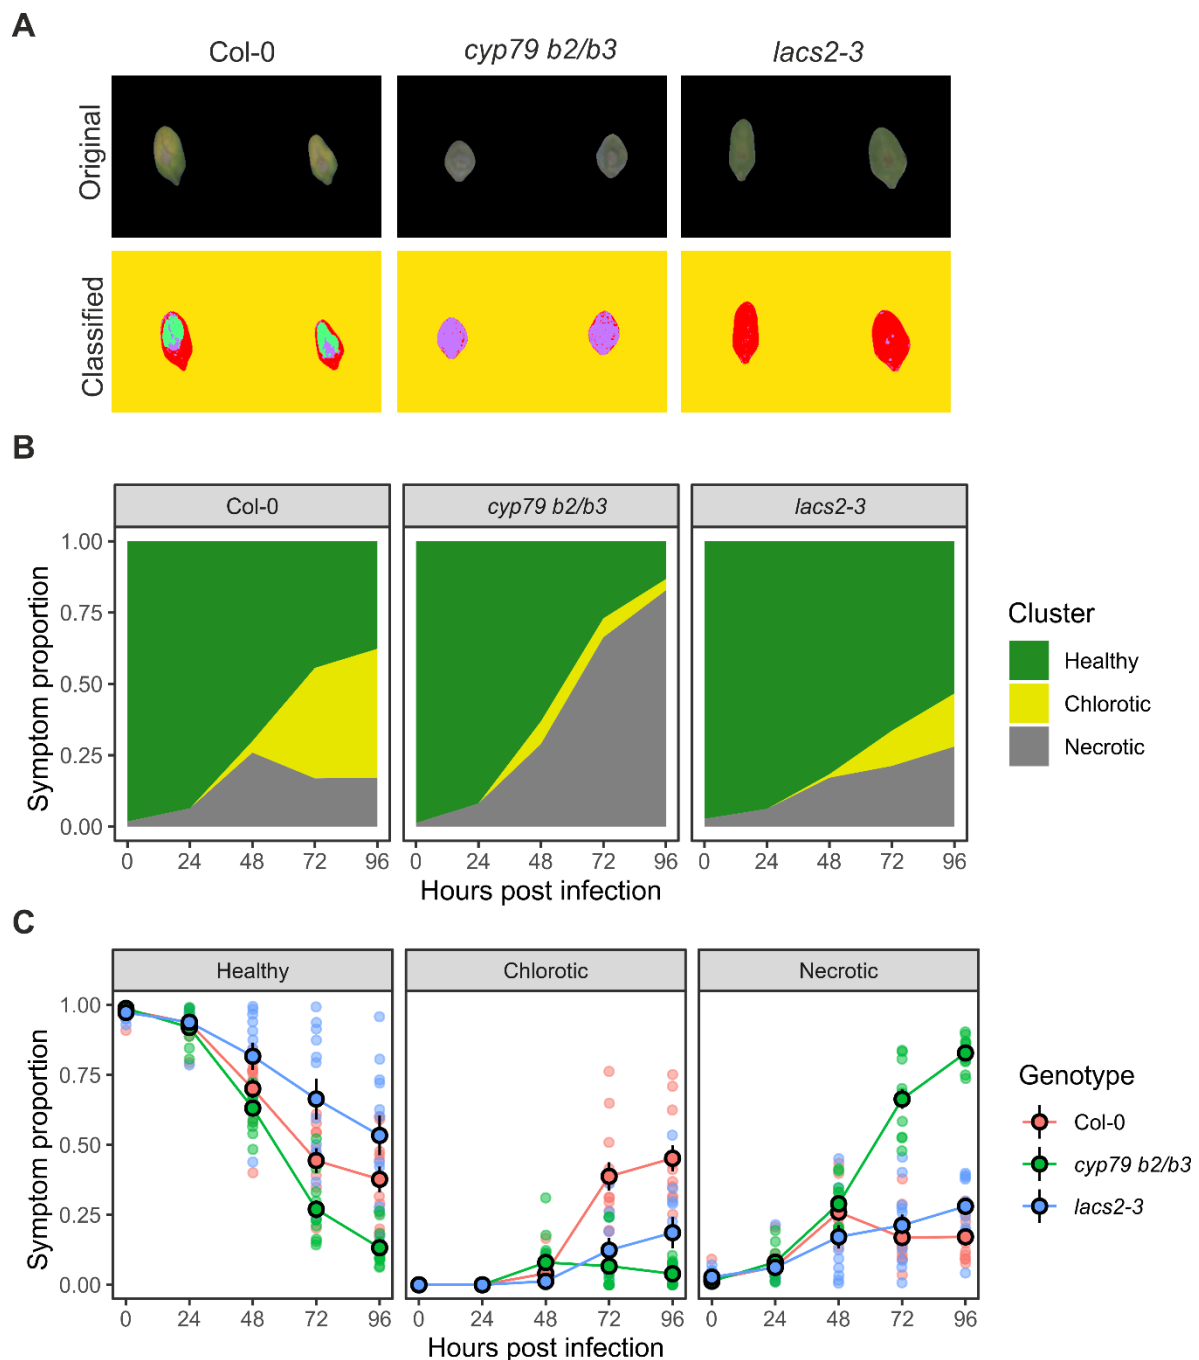 A
Col-0 cyp79 b2/b3 lacs2-3
Original
Classified
B
Col-0 cyp79 b2/b3 lacs2-3
Symptom proportion
1.00
0.75
0.50
0.25
0.00
0 24 48 72 96 0 24 48 72 96 0 24 48 72 96
Hours post infection
Cluster
Healthy
Chlorotic
Necrotic
C
Healthy Chlorotic Necrotic
Symptom proportion
1.00
0.75
0.50
0.25
0.00
0 24 48 72 96 0 24 48 72 96 0 24 48 72 96
Hours post infection
Genotype
Col-0
cyp79 b2/b3
lacs2-3